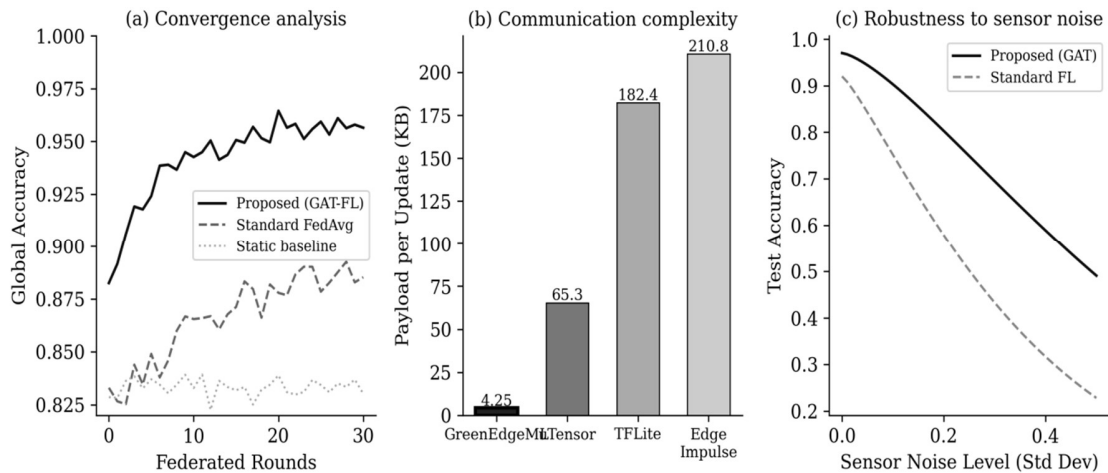 (a) Convergence analysis
1.000
0.975
0.950
0.925
0.900
0.875
0.850
0.825
Global Accuracy
Proposed (GAT-FL)
Standard FedAvg
Static baseline
0 10 20 30
Federated Rounds
(b) Communication complexity
200
175
150
125
100
75
50
25
0
Payload per Update (KB)
4.25
65.3
182.4
210.8
TFLite
Edge
Impulse
(c) Robustness to sensor noise
1.0
0.9
0.8
0.7
0.6
0.5
0.4
0.3
0.2
Test Accuracy
Proposed (GAT)
Standard FL
0.0 0.2 0.4
Sensor Noise Level (Std Dev)